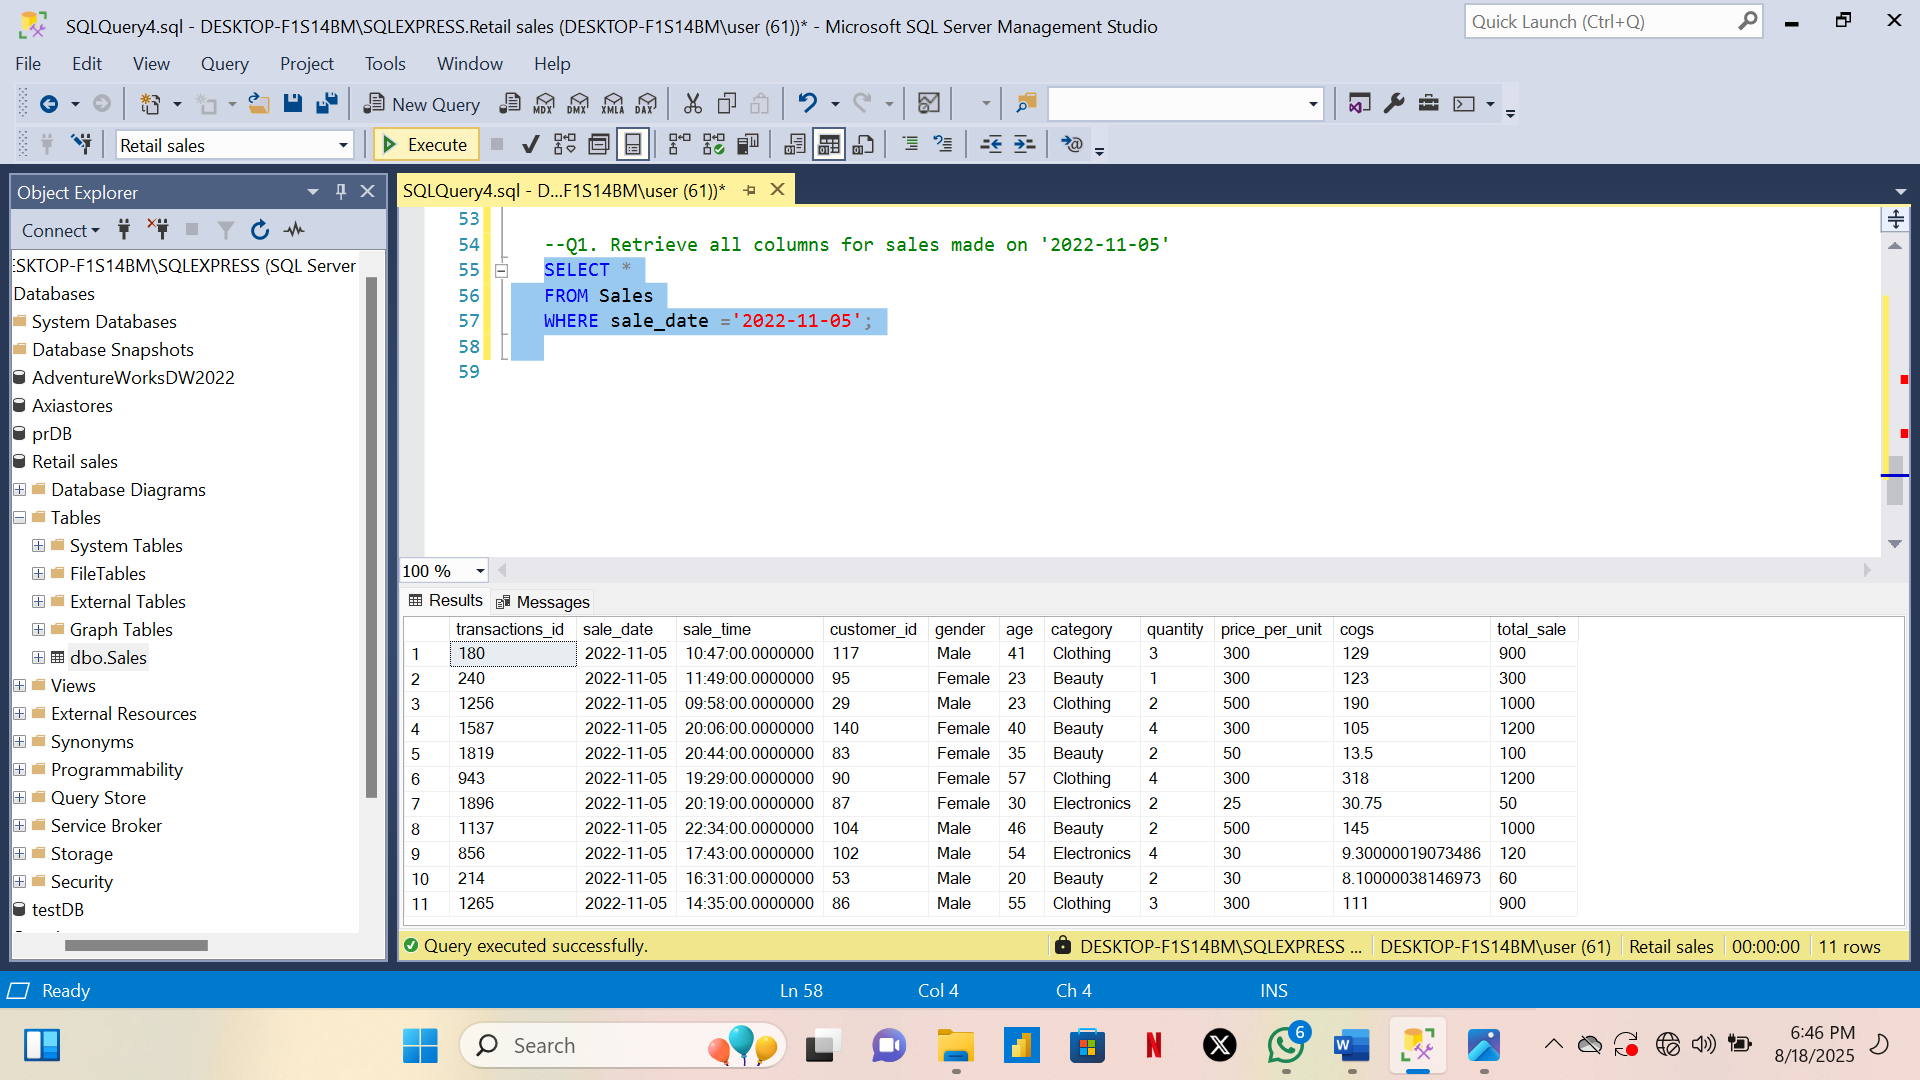 SQLQuery4.sql - DESKTOP-F1S14BM\SQLEXPRESS.Retail sales (DESKTOP-F1S14BM\user (61))* - Microsoft SQL Server Management Studio
Quick Launch (Ctrl+Q)
File Edit View Query Project Tools Window Help
New Query MDX DMX XMLA DAX
Retail sales Execute
Object Explorer
SQLQuery4.sql - D...F1S14BM\user (61))*
Connect
ESKTOP-F1S14BM\SQLEXPRESS (SQL Server
Databases
System Databases
Database Snapshots
AdventureWorksDW2022
Axiastores
prDB
Retail sales
Database Diagrams
Tables
System Tables
FileTables
External Tables
Graph Tables
dbo.Sales
Views
External Resources
Synonyms
Programmability
Query Store
Service Broker
Storage
Security
testDB
53
54 --Q1. Retrieve all columns for sales made on '2022-11-05'
55 SELECT *
56 FROM Sales
57 WHERE sale_date ='2022-11-05';
58
59
100 %
Results Messages
transactions_id sale_date sale_time customer_id gender age category quantity price_per_unit cogs total_sale
1 180 2022-11-05 10:47:00.0000000 117 Male 41 Clothing 3 300 129 900
2 240 2022-11-05 11:49:00.0000000 95 Female 23 Beauty 1 300 123 300
3 1256 2022-11-05 09:58:00.0000000 29 Male 23 Clothing 2 500 190 1000
4 1587 2022-11-05 20:06:00.0000000 140 Female 40 Beauty 4 300 105 1200
5 1819 2022-11-05 20:44:00.0000000 83 Female 35 Beauty 2 50 13.5 100
6 943 2022-11-05 19:29:00.0000000 90 Female 57 Clothing 4 300 318 1200
7 1896 2022-11-05 20:19:00.0000000 87 Female 30 Electronics 2 25 30.75 50
8 1137 2022-11-05 22:34:00.0000000 104 Male 46 Beauty 2 500 145 1000
9 856 2022-11-05 17:43:00.0000000 102 Male 54 Electronics 4 30 9.30000019073486 120
10 214 2022-11-05 16:31:00.0000000 53 Male 20 Beauty 2 30 8.10000038146973 60
11 1265 2022-11-05 14:35:00.0000000 86 Male 55 Clothing 3 300 111 900
Query executed successfully. DESKTOP-F1S14BM\SQLEXPRESS ... DESKTOP-F1S14BM\user (61) Retail sales 00:00:00 11 rows
Ready Ln 58 Col 4 Ch 4 INS
Search 6 6:46 PM
8/18/2025